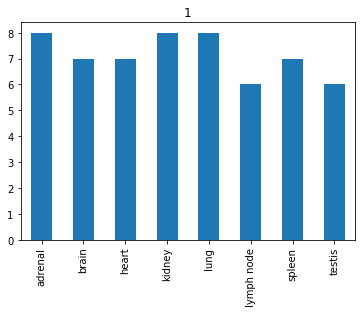 1
8
7
6
5
4
3
2
1
0
adrenal
brain
heart
kidney
lung
lymph node
spleen
testis